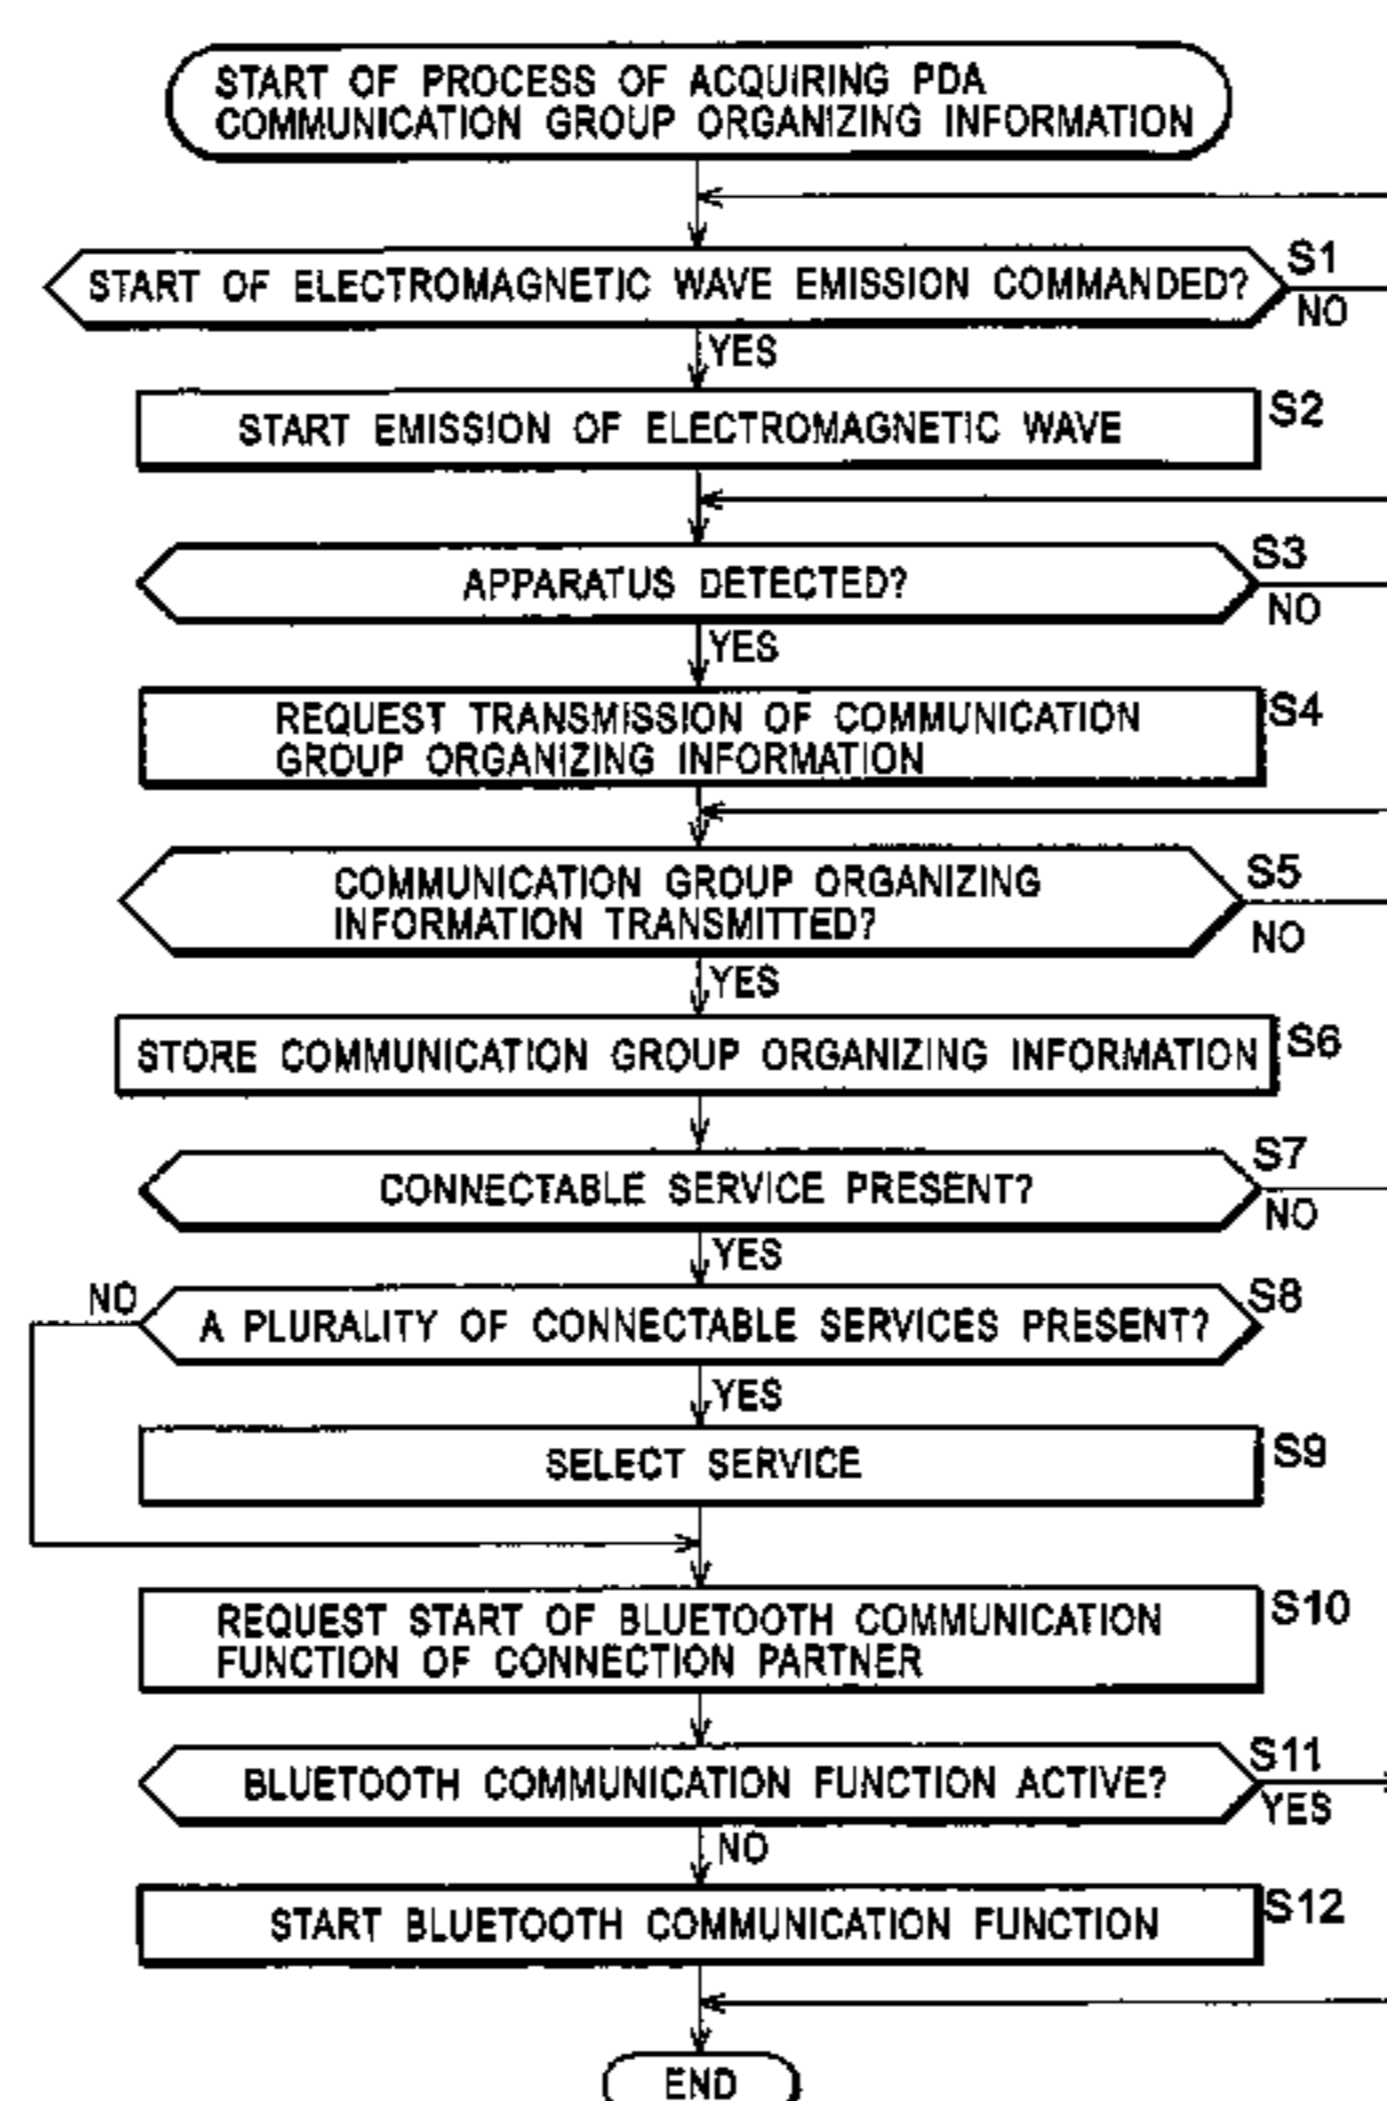 START OF PROCESS OF ACQUIRING PDA
COMMUNICATION GROUP ORGANIZING INFORMATION
START OF ELECTROMAGNETIC WAVE EMISSION COMMANDED?
S1
NO
YES
START EMISSION OF ELECTROMAGNETIC WAVE
S2
APPARATUS DETECTED?
S3
NO
YES
REQUEST TRANSMISSION OF COMMUNICATION
GROUP ORGANIZING INFORMATION
S4
COMMUNICATION GROUP ORGANIZING
INFORMATION TRANSMITTED?
S5
NO
YES
STORE COMMUNICATION GROUP ORGANIZING INFORMATION
S6
CONNECTABLE SERVICE PRESENT?
S7
NO
YES
NO
A PLURALITY OF CONNECTABLE SERVICES PRESENT?
S8
YES
SELECT SERVICE
S9
REQUEST START OF BLUETOOTH COMMUNICATION
FUNCTION OF CONNECTION PARTNER
S10
BLUETOOTH COMMUNICATION FUNCTION ACTIVE?
S11
YES
NO
START BLUETOOTH COMMUNICATION FUNCTION
S12
END